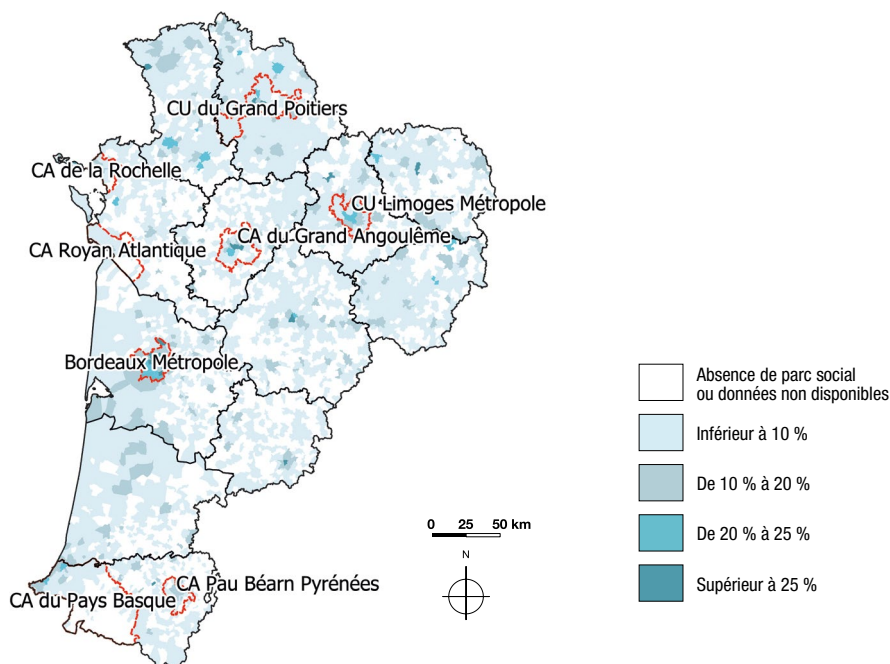 CU du Grand Poitiers
CA de la Rochelle
CU Limoges Métropole
CA du Grand Angoulême
CA Royan Atlantique
Bordeaux Métropole
CA Pau Béarn Pyrénées
CA du Pays Basque
0 25 50 km
N
Absence de parc social
ou données non disponibles
Inférieur à 10 %
De 10 % à 20 %
De 20 % à 25 %
Supérieur à 25 %